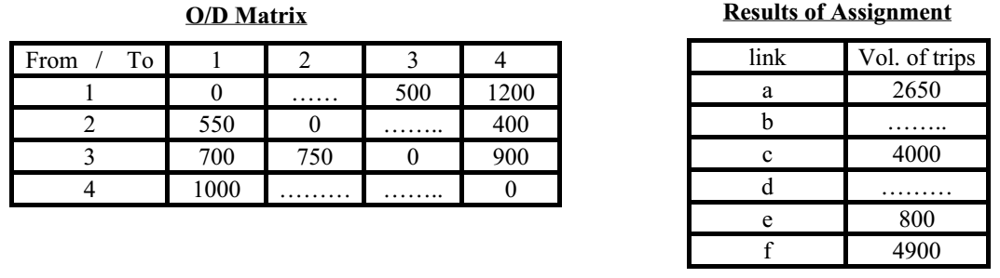 O/D Matrix
From / To 1 2 3 4
1 0 …… 500 1200
2 550 0 …….. 400
3 700 750 0 900
4 1000 ……… …….. 0
Results of Assignment
link Vol. of trips
a 2650
b ……..
c 4000
d ………
e 800
f 4900